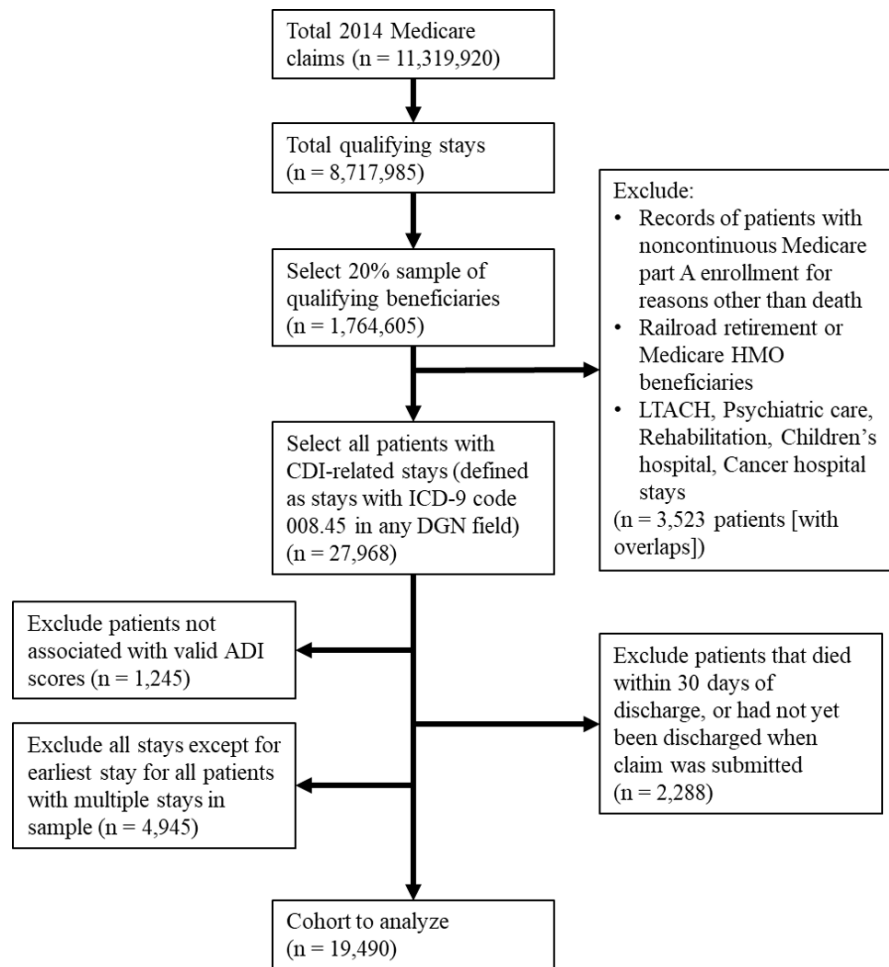 Total 2014 Medicare
claims (n = 11,319,920)
Total qualifying stays
(n = 8,717,985)
Select 20% sample of
qualifying beneficiaries
(n = 1,764,605)
Exclude:
• Records of patients with
noncontinuous Medicare
part A enrollment for
reasons other than death
• Railroad retirement or
Medicare HMO
beneficiaries
• LTACH, Psychiatric care,
Rehabilitation, Children's
hospital, Cancer hospital
stays
(n = 3,523 patients [with
overlaps])
Select all patients with
CDI-related stays (defined
as stays with ICD-9 code
008.45 in any DGN field)
(n = 27,968)
Exclude patients not
associated with valid ADI
scores (n = 1,245)
Exclude patients that died
within 30 days of
discharge, or had not yet
been discharged when
claim was submitted
(n = 2,288)
Exclude all stays except for
earliest stay for all patients
with multiple stays in
sample (n = 4,945)
Cohort to analyze
(n = 19,490)